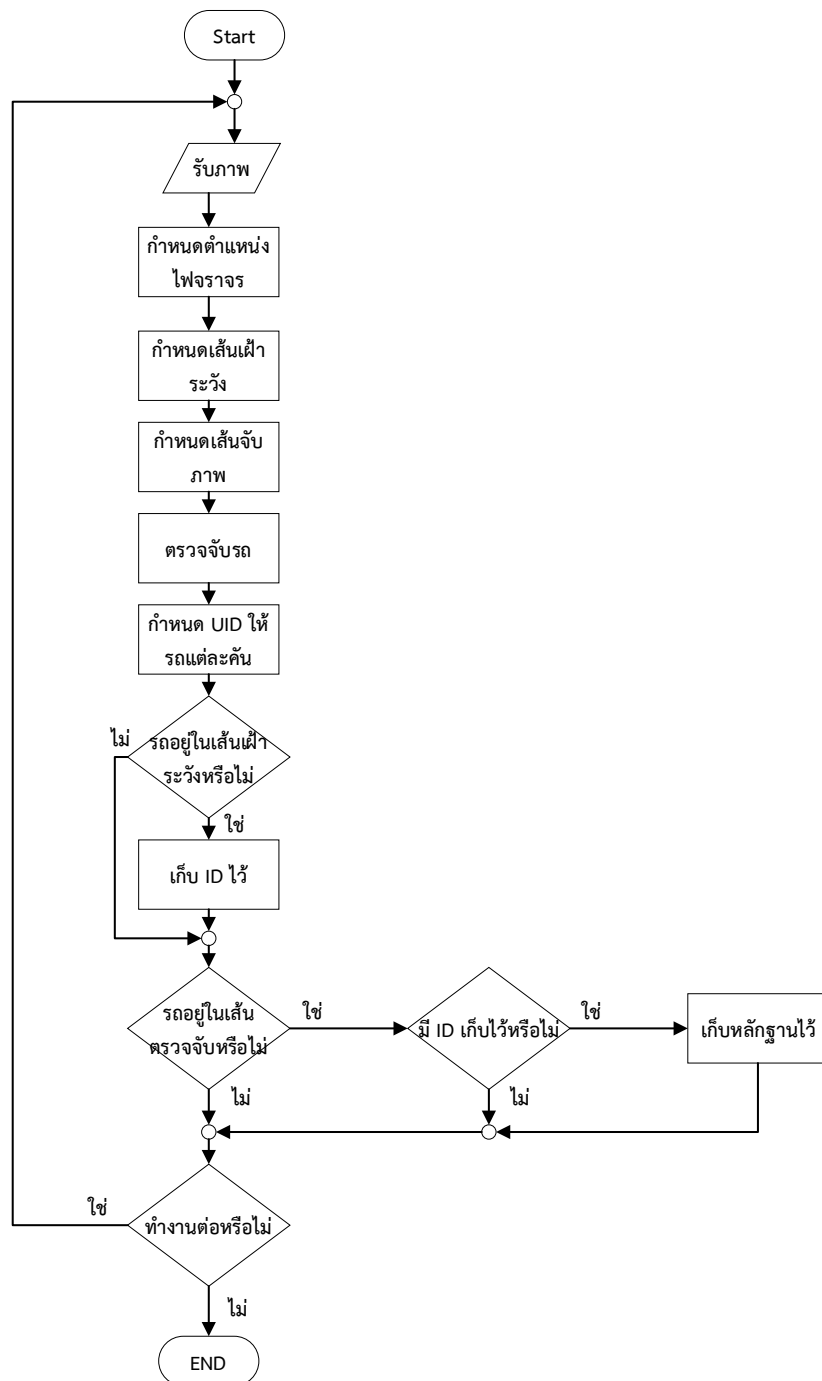 Start
รับภาพ
กำหนดตำแหน่ง
ไฟจราจร
กำหนดเส้นเฝ้า
ระวัง
กำหนดเส้นจับ
ภาพ
ตรวจจับรถ
กำหนด UID ให้
รถแต่ละคัน
ไม่
รถอยู่ในเส้นเฝ้า
ระวังหรือไม่
ใช่
เก็บ ID ไว้
รถอยู่ในเส้น
ตรวจจับหรือไม่
ใช่
มี ID เก็บไว้หรือไม่
ใช่
เก็บหลักฐานไว้
ไม่
ไม่
ใช่
ทำงานต่อหรือไม่
ไม่
END